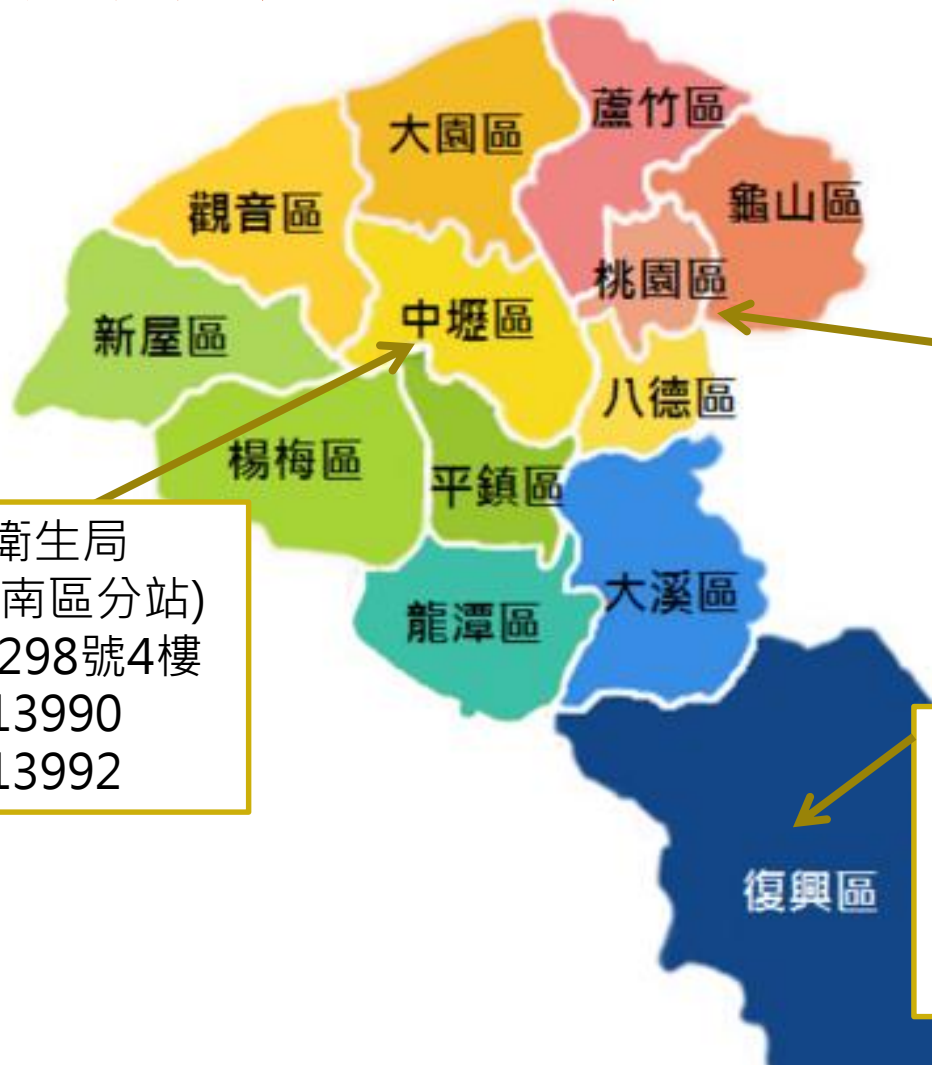 蘆竹區
大園區
龜山區
觀音區
桃園區
中壢區
新屋區
八德區
楊梅區
平鎮區
大溪區
龍潭區
衛生局
南區分站)
298號4樓
13990
13992
復興區